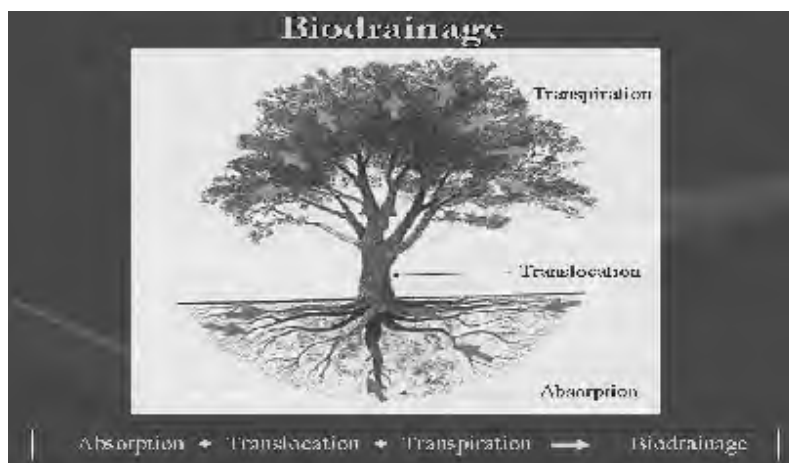 Biodrainage
Transpiration
Translocation
Absorption
Absorption + Translocation + Transpiration → Biodrainage